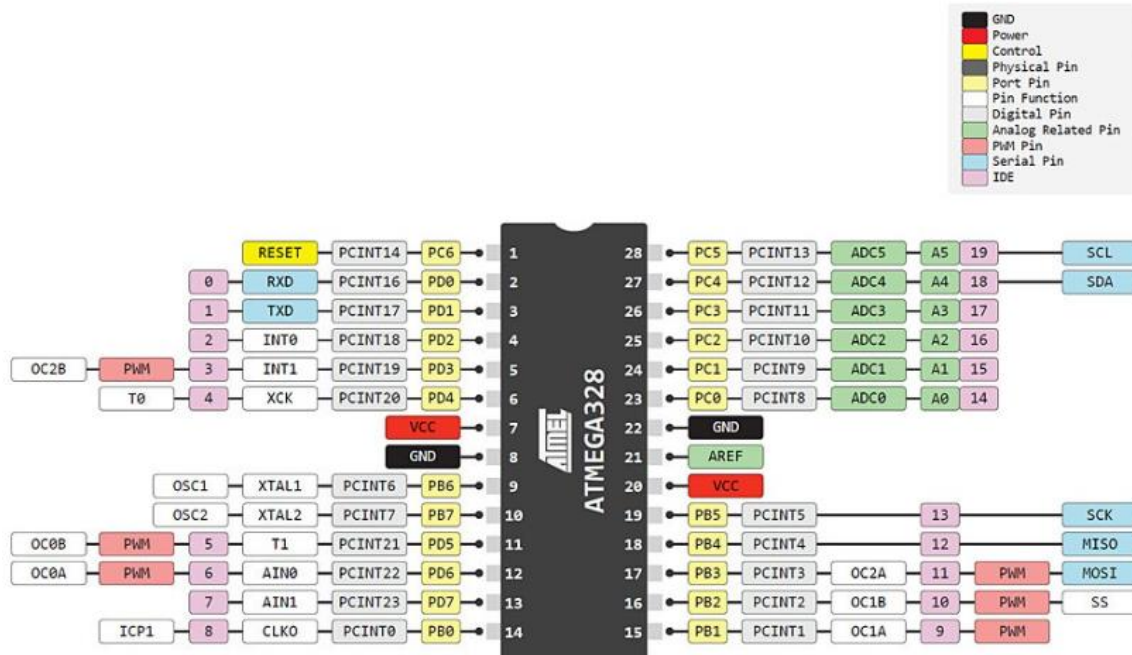 GND
Power
Control
Physical Pin
Port Pin
Pin Function
Digital Pin
Analog Related Pin
PWM Pin
Serial Pin
IDE
RESET PCINT14 PC6 1 28 PC5 PCINT13 ADC5 A5 19 SCL
0 RXD PCINT16 PD0 2 27 PC4 PCINT12 ADC4 A4 18 SDA
1 TXD PCINT17 PD1 3 26 PC3 PCINT11 ADC3 A3 17
2 INT0 PCINT18 PD2 4 25 PC2 PCINT10 ADC2 A2 16
OC2B PWM 3 INT1 PCINT19 PD3 5 24 PC1 PCINT9 ADC1 A1 15
T0 4 XCK PCINT20 PD4 6 23 PC0 PCINT8 ADC0 A0 14
VCC 7 22 GND
GND 8 21 AREF
OSC1 XTAL1 PCINT6 PB6 9 20 VCC
OSC2 XTAL2 PCINT7 PB7 10 19 PB5 PCINT5 13 SCK
OC0B PWM 5 T1 PCINT21 PD5 11 18 PB4 PCINT4 12 MISO
OC0A PWM 6 AIN0 PCINT22 PD6 12 17 PB3 PCINT3 OC2A 11 PWM MOSI
7 AIN1 PCINT23 PD7 13 16 PB2 PCINT2 OC1B 10 PWM SS
ICP1 8 CLKO PCINT0 PB0 14 15 PB1 PCINT1 OC1A 9 PWM
ATMEL
ATMEGA328